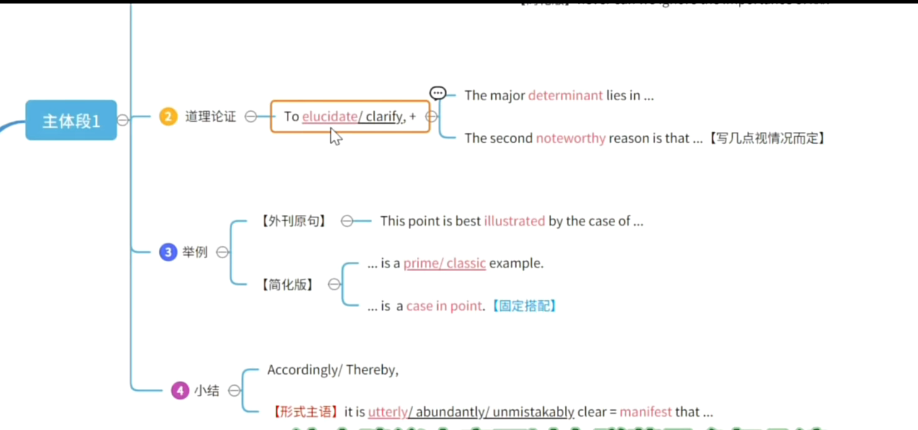 主体段1
2 道理论证
To elucidate/ clarify, +
The major determinant lies in ...
The second noteworthy reason is that ...【写几点视情况而定】
3 举例
【外刊原句】
This point is best illustrated by the case of ...
【简化版】
... is a prime/ classic example.
... is a case in point.【固定搭配】
4 小结
Accordingly/ Thereby,
【形式主语】it is utterly/ abundantly/ unmistakably clear = manifest that ...